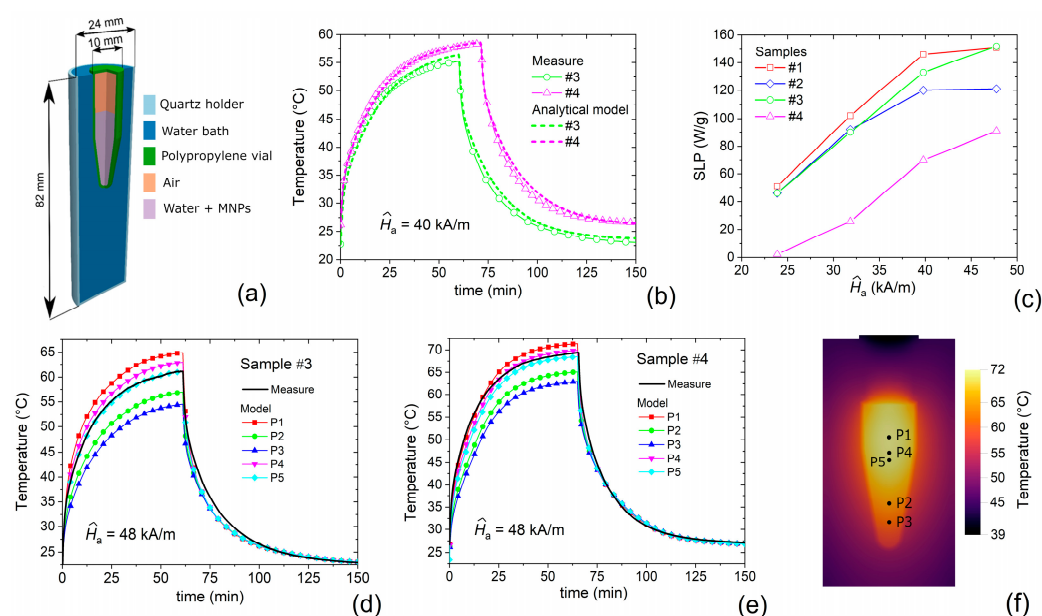 24 mm
10 mm
82 mm
Quartz holder
Water bath
Polypropylene vial
Air
Water + MNPs
(a)
60
55
50
45
40
35
30
25
20
Temperature (°C)
Measure
#3
#4
Analytical model
#3
#4
Ĥa = 40 kA/m
0 25 50 75 100 125 150
time (min)
(b)
160
140
120
100
80
60
40
20
0
SLP (W/g)
Samples
#1
#2
#3
#4
20 25 30 35 40 45 50
Ĥa (kA/m)
(c)
65
60
55
50
45
40
35
30
25
Temperature (°C)
Sample #3
Measure
Model
P1
P2
P3
P4
P5
Ĥa = 48 kA/m
0 25 50 75 100 125 150
time (min)
(d)
70
65
60
55
50
45
40
35
30
25
Temperature (°C)
Sample #4
Measure
Model
P1
P2
P3
P4
P5
Ĥa = 48 kA/m
0 25 50 75 100 125 150
time (min)
(e)
P1
P4
P5
P2
P3
72
67
65
60
55
52
45
39
Temperature (°C)
(f)